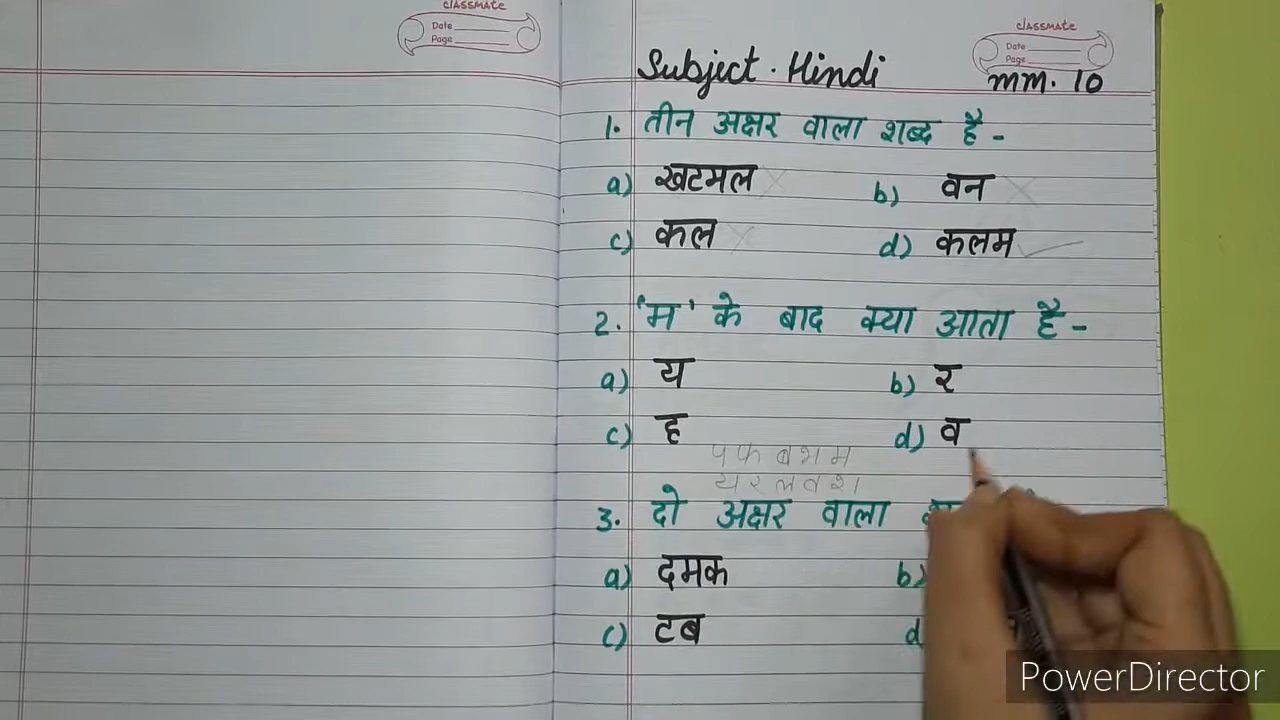 classmate
Date
Page
classmate
Date
Page
Subject . Hindi
MM. 10
1. तीन अक्षर वाला शब्द है -
a) खटमल × b) वन ×
c) कल × d) कलम ✓
2. 'म' के बाद क्या आता है -
a) य b) र
c) ह d) व
प फ ब भ म
य र ल व श
3. दो अक्षर वाला
a) दमक b)
c) टब d
PowerDirector